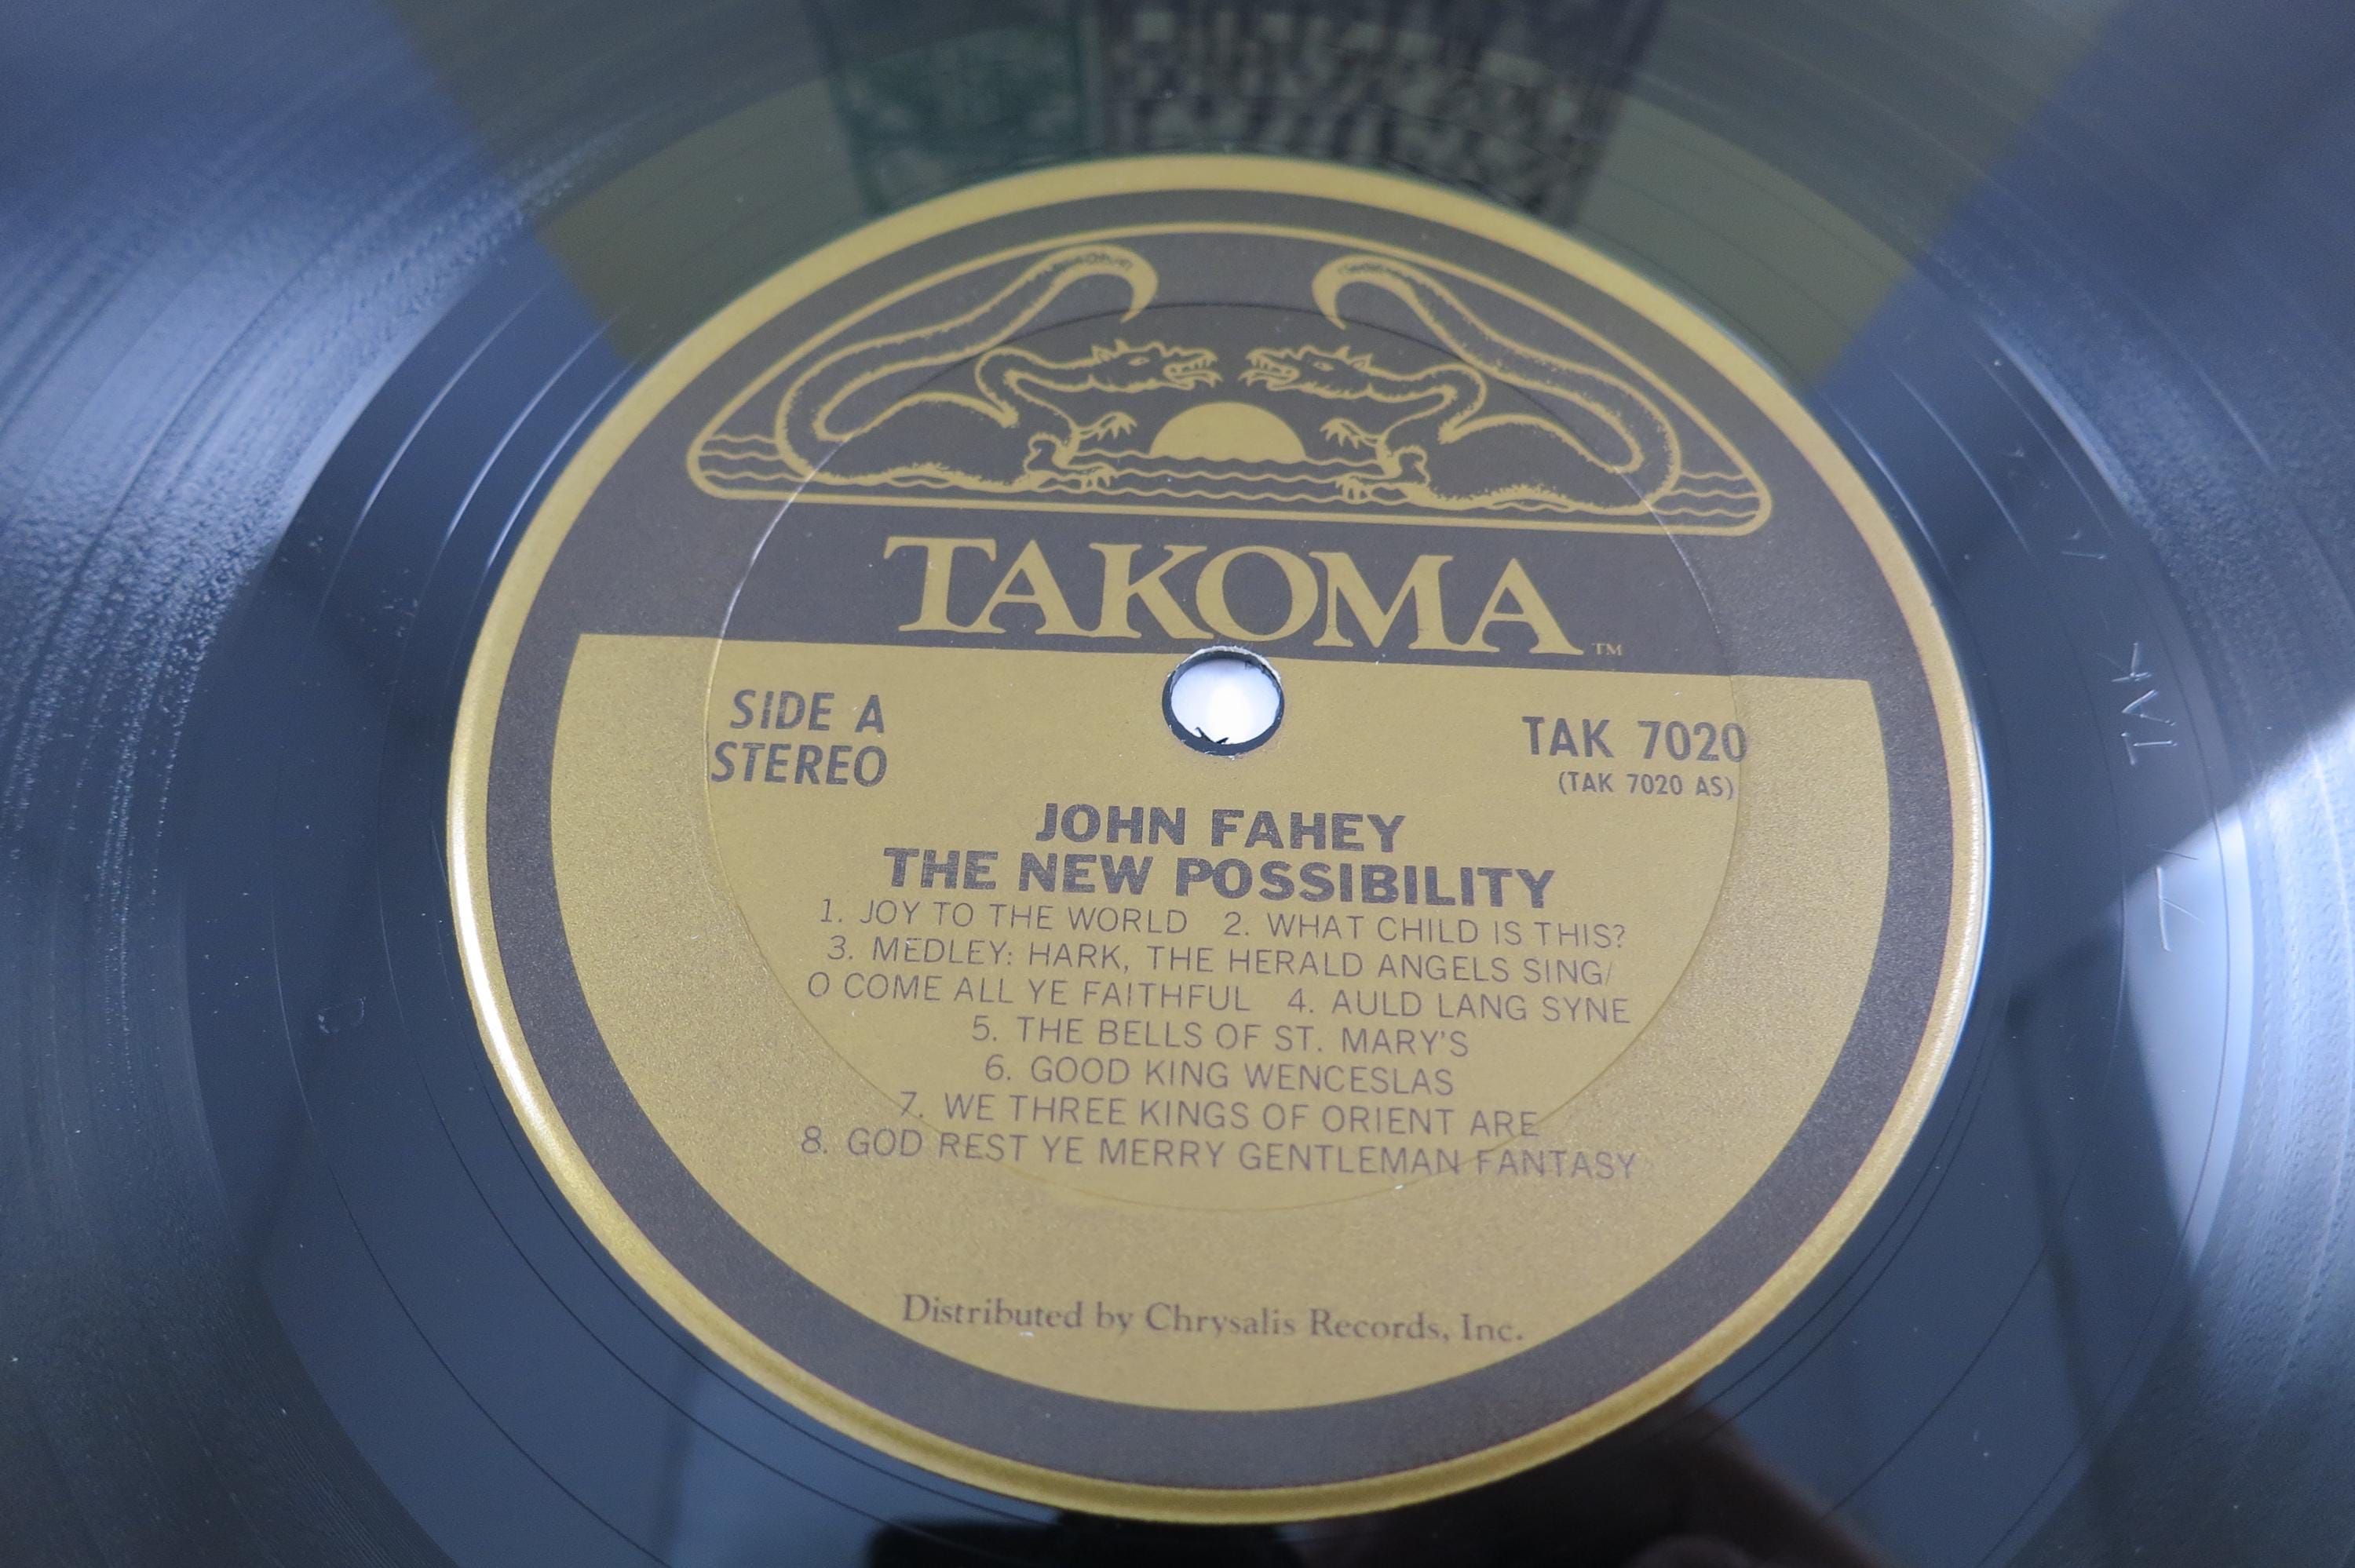 TAKOMA™
SIDE A
STEREO
TAK 7020
(TAK 7020 AS)
JOHN FAHEY
THE NEW POSSIBILITY
1. JOY TO THE WORLD 2. WHAT CHILD IS THIS?
3. MEDLEY: HARK, THE HERALD ANGELS SING/
O COME ALL YE FAITHFUL 4. AULD LANG SYNE
5. THE BELLS OF ST. MARY'S
6. GOOD KING WENCESLAS
7. WE THREE KINGS OF ORIENT ARE
8. GOD REST YE MERRY GENTLEMAN FANTASY
Distributed by Chrysalis Records, Inc.